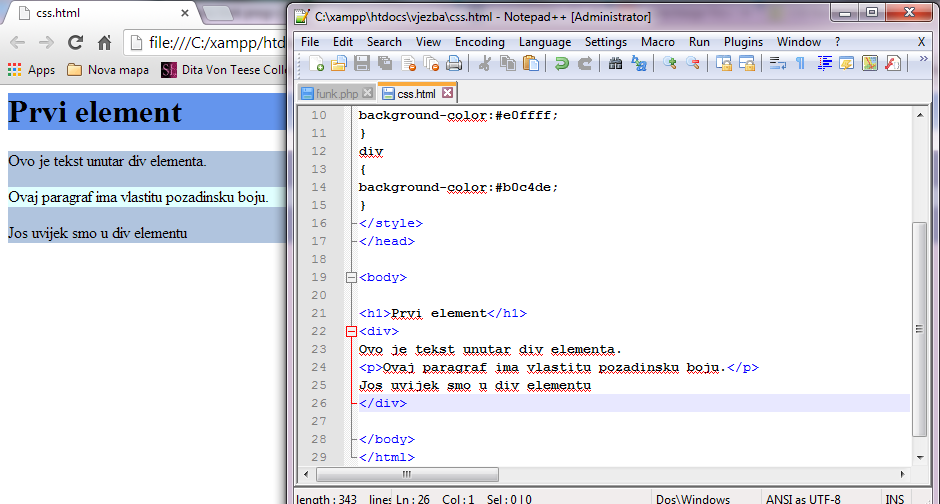 css.html
file:///C:/xampp/htd
Apps Nova mapa Dita Von Teese Colle
Prvi element
Ovo je tekst unutar div elementa.
Ovaj paragraf ima vlastitu pozadinsku boju.
Jos uvijek smo u div elementu
C:\xampp\htdocs\vjezba\css.html - Notepad++ [Administrator]
File Edit Search View Encoding Language Settings Macro Run Plugins Window ? X
funk.php css.html
10 background-color:#e0ffff;
11 }
12 div
13 {
14 background-color:#b0c4de;
15 }
16 </style>
17 </head>
18
19 <body>
20
21 <h1>Prvi element</h1>
22 <div>
23 Ovo je tekst unutar div elementa.
24 <p>Ovaj paragraf ima vlastitu pozadinsku boju.</p>
25 Jos uvijek smo u div elementu
26 </div>
27
28 </body>
29 </html>
length : 343 lines Ln : 26 Col : 1 Sel : 0 | 0 Dos\Windows ANSI as UTF-8 INS